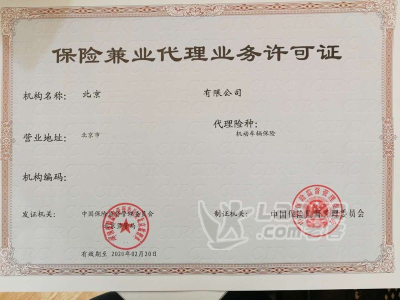 保险兼业代理业务许可证
机构名称: 北京 有限公司
代理险种:
营业地址: 北京市 机动车辆保险
机构编码:
发证机关: 中国保险监督管理委员会 制证机关: 中国保险监督管理委员会
有效期至 2020年02月20日